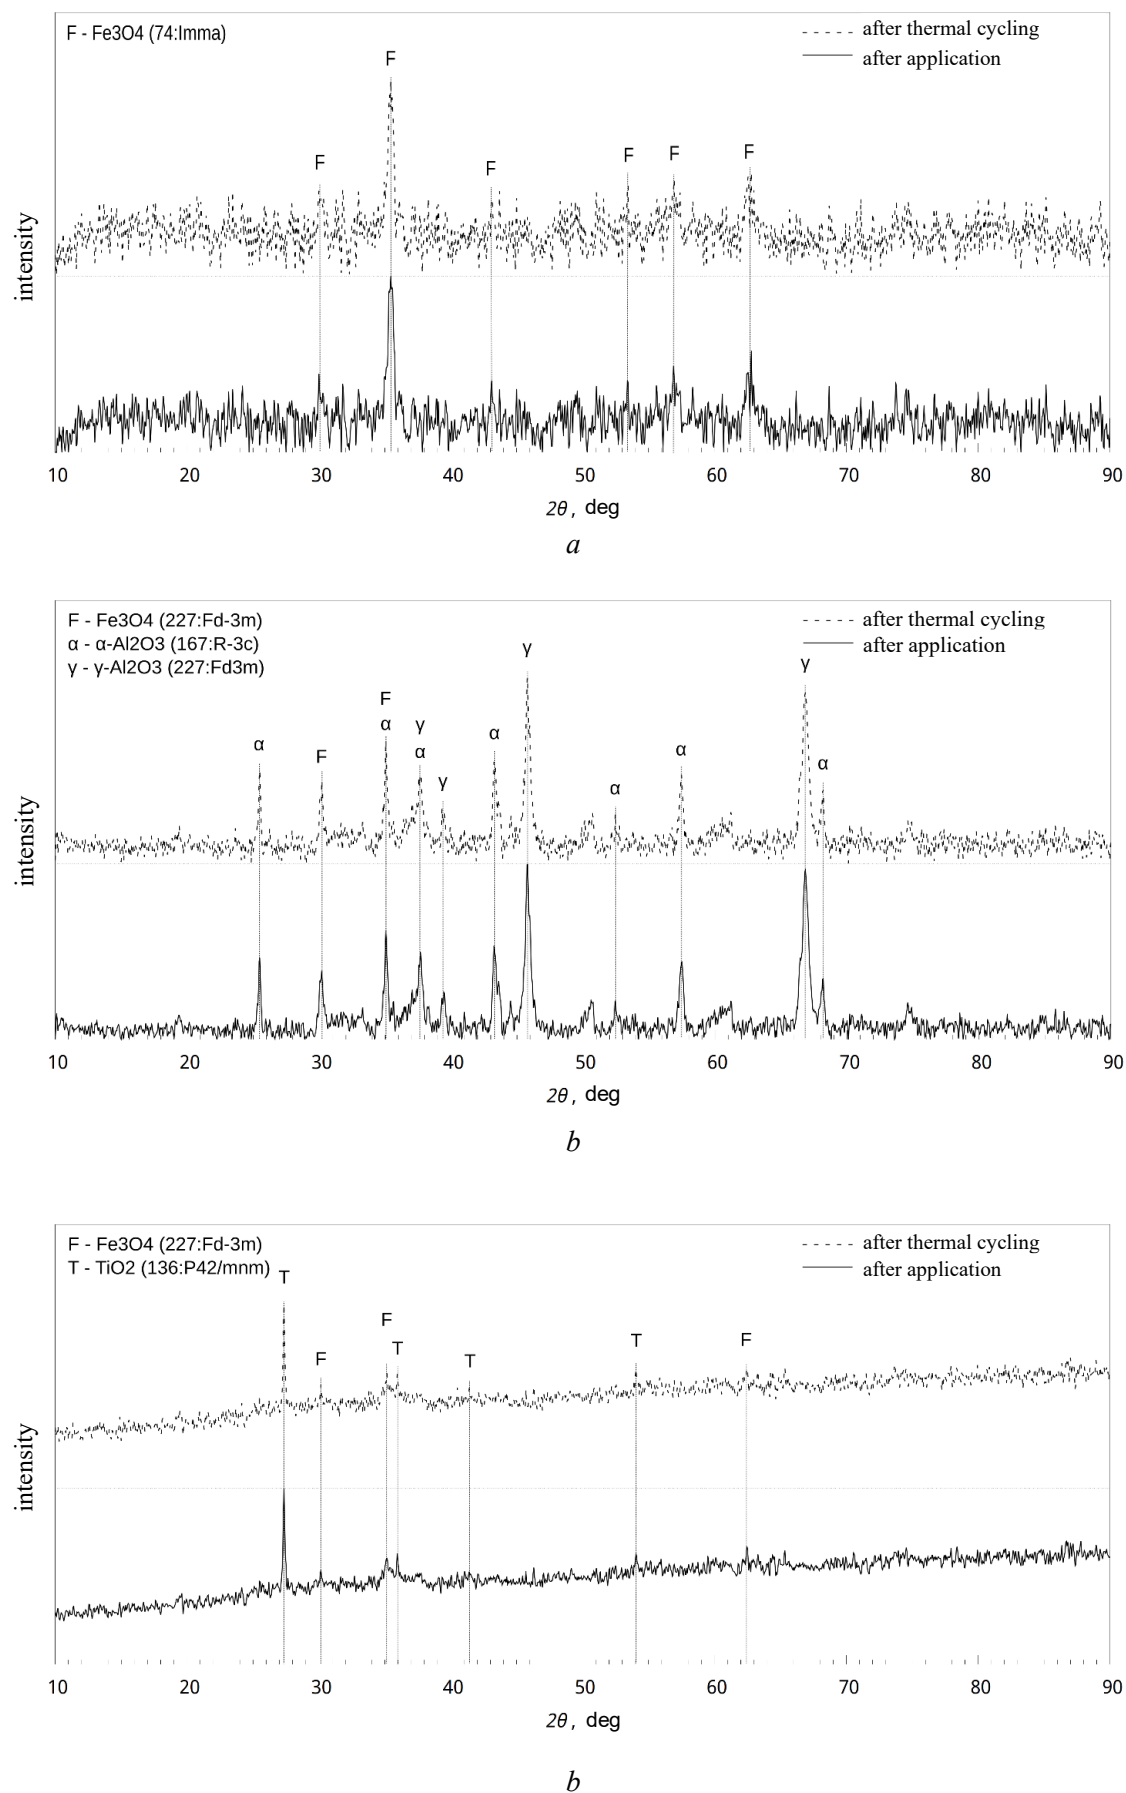 F - Fe3O4 (74:Imma)
after thermal cycling
after application
F
F
F
F
F
F
intensity
10 20 30 40 50 60 70 80 90
2θ, deg
a
F - Fe3O4 (227:Fd-3m)
α - α-Al2O3 (167:R-3c)
γ - γ-Al2O3 (227:Fd3m)
after thermal cycling
after application
α
F
F
α
γ
α
γ
α
γ
α
α
γ
α
intensity
10 20 30 40 50 60 70 80 90
2θ, deg
b
F - Fe3O4 (227:Fd-3m)
T - TiO2 (136:P42/mnm)
after thermal cycling
after application
T
F
F
T
T
T
F
intensity
10 20 30 40 50 60 70 80 90
2θ, deg
b